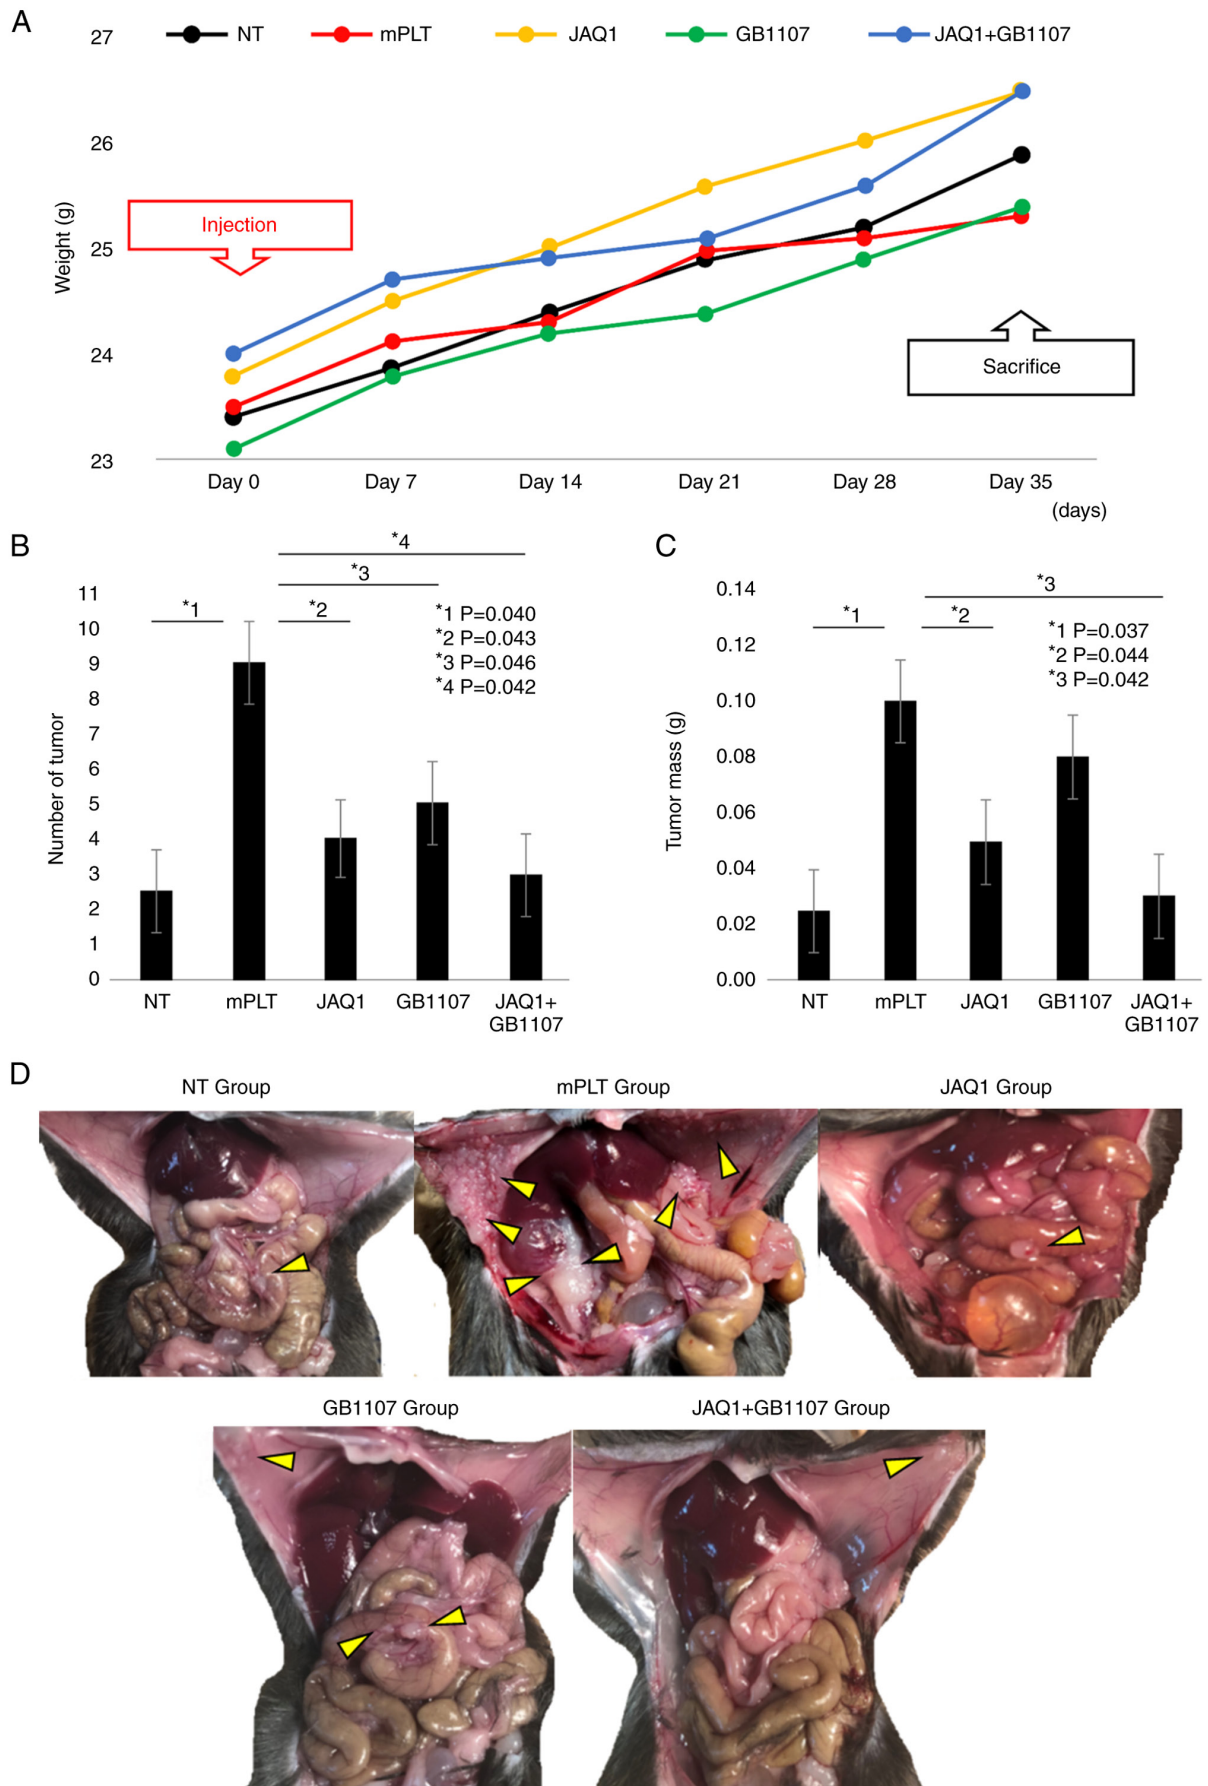 A
27
NT
mPLT
JAQ1
GB1107
JAQ1+GB1107
26
25
24
23
Weight (g)
Injection
Sacrifice
Day 0
Day 7
Day 14
Day 21
Day 28
Day 35
(days)
B
*4
*3
*1
*2
*1 P=0.040
*2 P=0.043
*3 P=0.046
*4 P=0.042
11
10
9
8
7
6
5
4
3
2
1
0
Number of tumor
NT
mPLT
JAQ1
GB1107
JAQ1+
GB1107
C
*3
*1
*2
*1 P=0.037
*2 P=0.044
*3 P=0.042
0.14
0.12
0.10
0.08
0.06
0.04
0.02
0.00
Tumor mass (g)
NT
mPLT
JAQ1
GB1107
JAQ1+
GB1107
D
NT Group
mPLT Group
JAQ1 Group
GB1107 Group
JAQ1+GB1107 Group